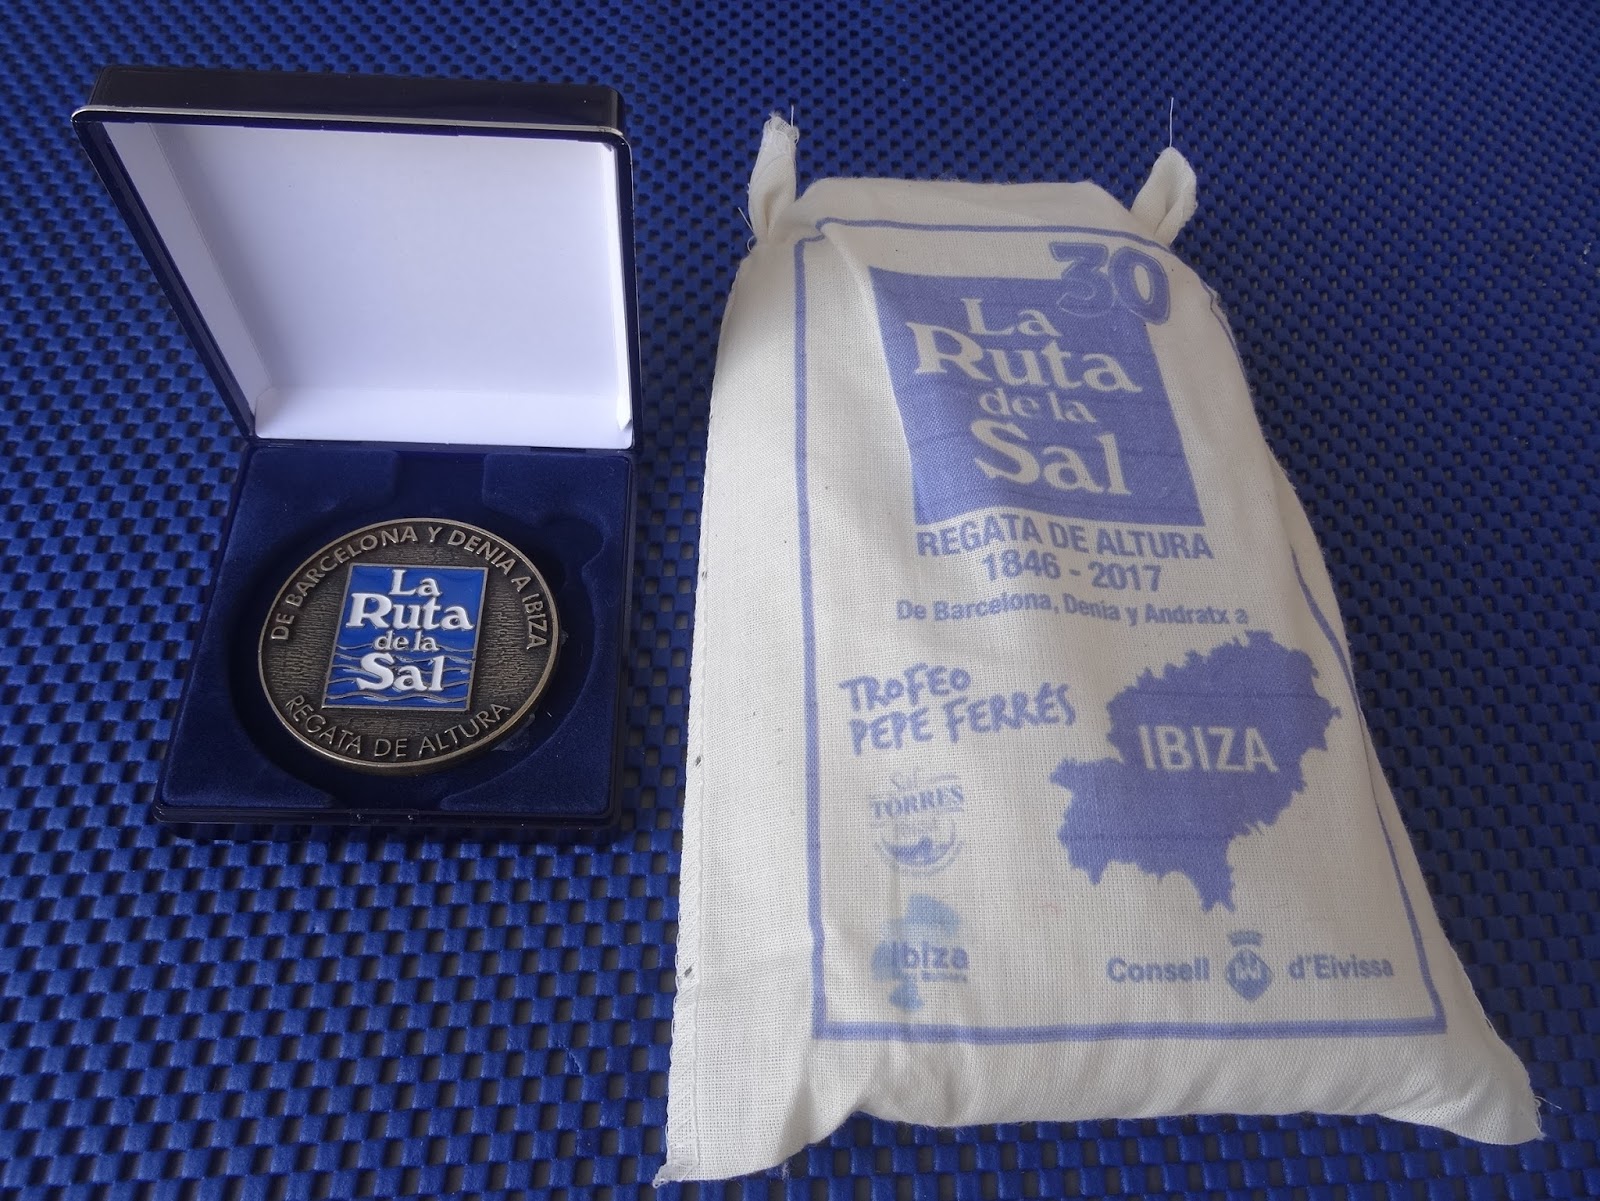 DE BARCELONA Y DENIA A IBIZA
La
Ruta
de la
Sal
REGATA DE ALTURA
30
La
Ruta
de la
Sal
REGATA DE ALTURA
1846 - 2017
De Barcelona, Denia y Andratx a
IBIZA
TROFEO
PEPE FERRÉS
Sal
TORRES
Ibiza
Consell d'Eivissa